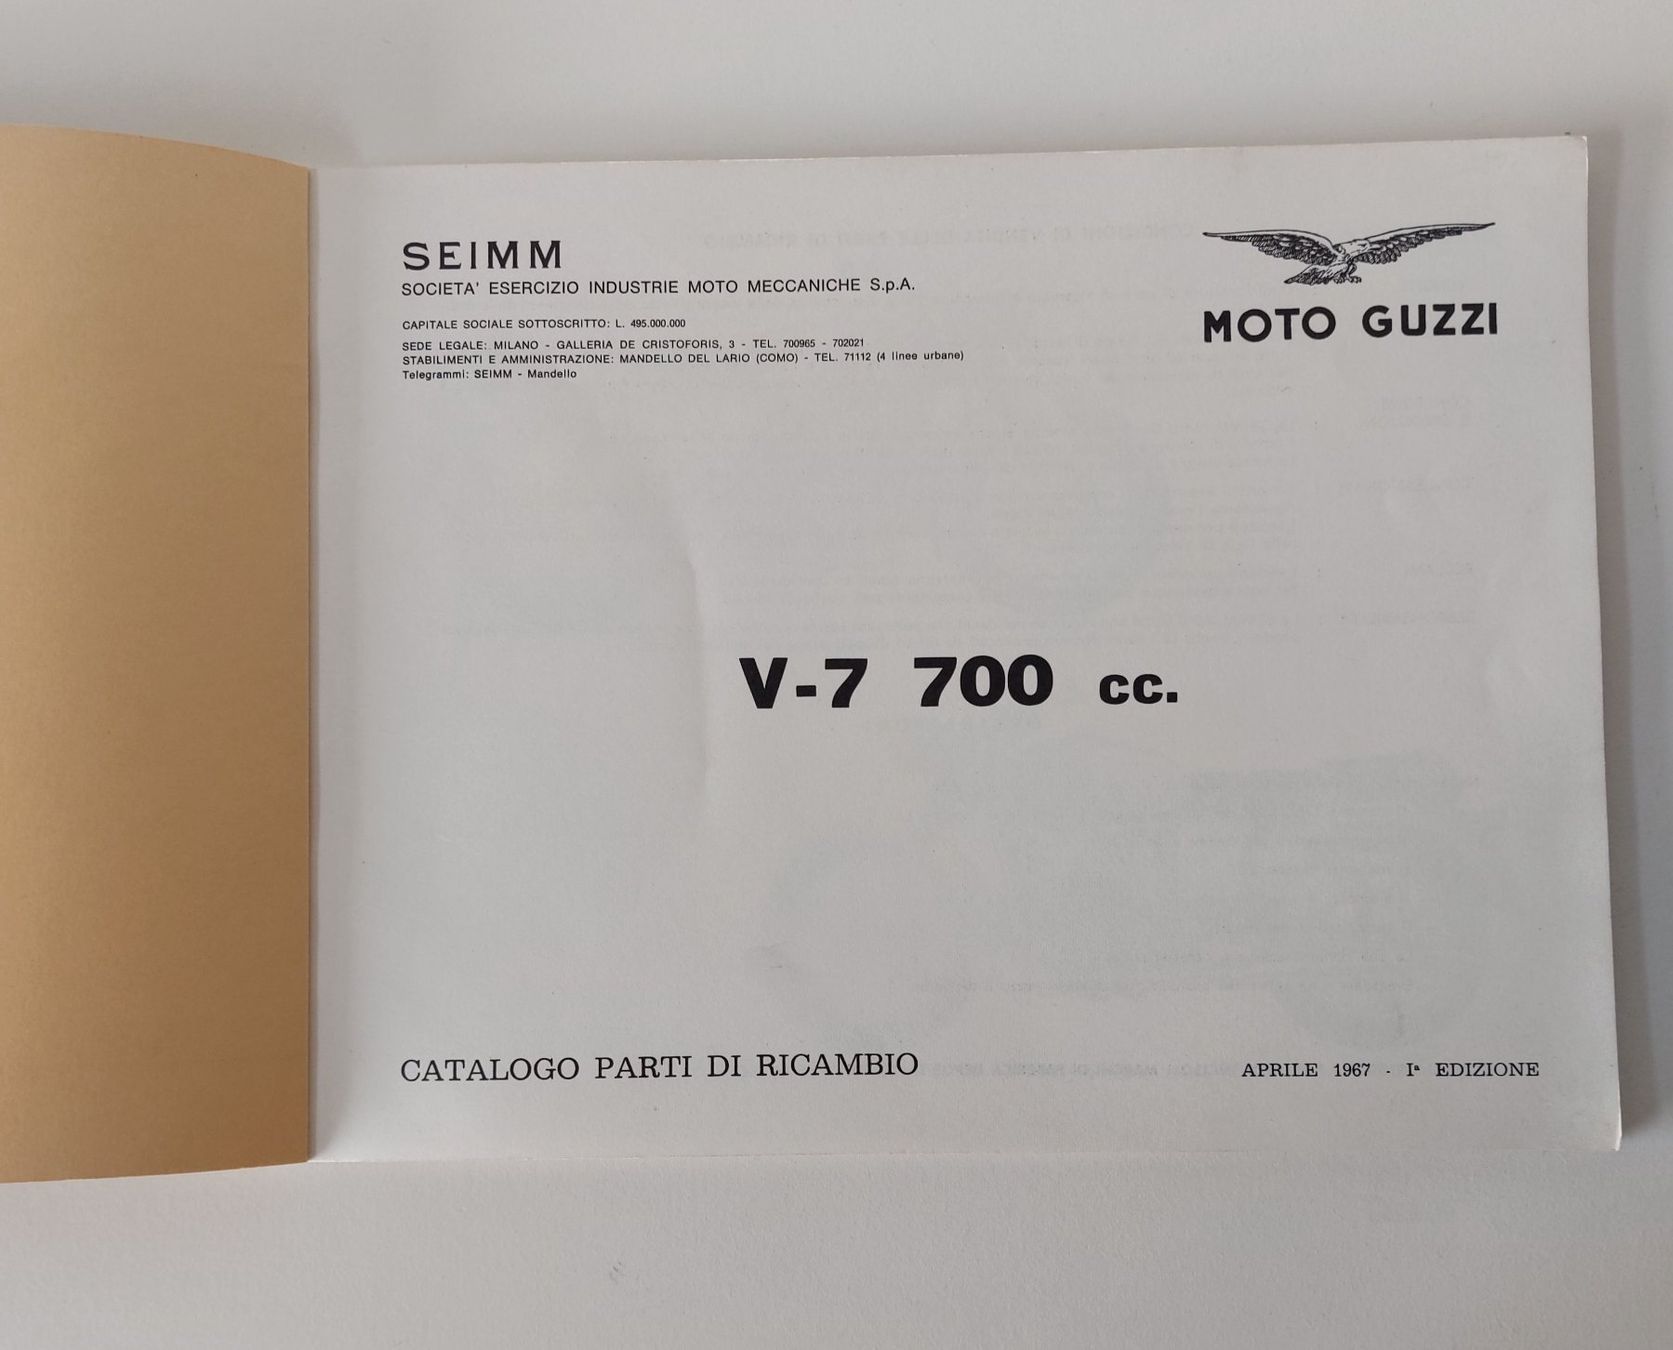 SEIMM
SOCIETA' ESERCIZIO INDUSTRIE MOTO MECCANICHE S.p.A.
CAPITALE SOCIALE SOTTOSCRITTO: L. 495.000.000
SEDE LEGALE: MILANO - GALLERIA DE CRISTOFORIS, 3 - TEL. 700965 - 702021
STABILIMENTI E AMMINISTRAZIONE: MANDELLO DEL LARIO (COMO) - TEL. 71112 (4 linee urbane)
Telegrammi: SEIMM - Mandello
MOTO GUZZI
V-7 700 cc.
CATALOGO PARTI DI RICAMBIO
APRILE 1967 - Iª EDIZIONE